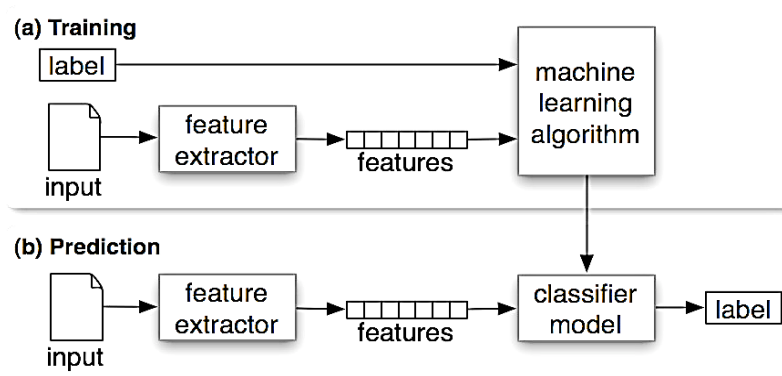 (a) Training
label
machine
learning
algorithm
feature
extractor
features
input
(b) Prediction
feature
extractor
features
classifier
model
label
input